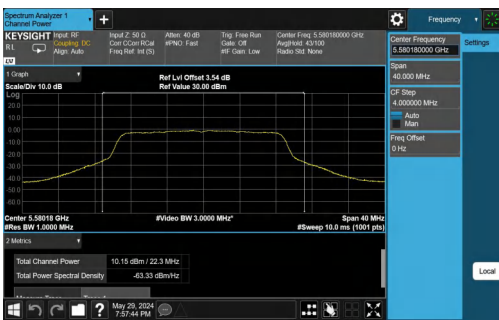 Spectrum Analyzer 1
Channel Power
Frequency
KEYSIGHT
Input: RF
Coupling: DC
Align: Auto
Input Z: 50 Ω
Corr CCorr RCal
Freq Ref: Int (S)
Atten: 40 dB
#PNO: Fast
Trig: Free Run
Gate: Off
#IF Gain: Low
Center Freq: 5.580180000 GHz
Avg|Hold: 43/100
Radio Std: None
R L
Center Frequency
5.580180000 GHz
Settings
Span
40.000 MHz
CF Step
4.000000 MHz
Auto
Man
Freq Offset
0 Hz
Local
1 Graph
Scale/Div 10.0 dB
Ref Lvl Offset 3.54 dB
Ref Value 30.00 dBm
Log
20.0
10.0
0.00
-10.0
-20.0
-30.0
-40.0
-50.0
-60.0
Center 5.58018 GHz
#Video BW 3.0000 MHz*
Span 40 MHz
#Res BW 1.0000 MHz
#Sweep 10.0 ms (1001 pts)
2 Metrics
Total Channel Power
10.15 dBm / 22.3 MHz
Total Power Spectral Density
-63.33 dBm/Hz
May 29, 2024
7:57:44 PM